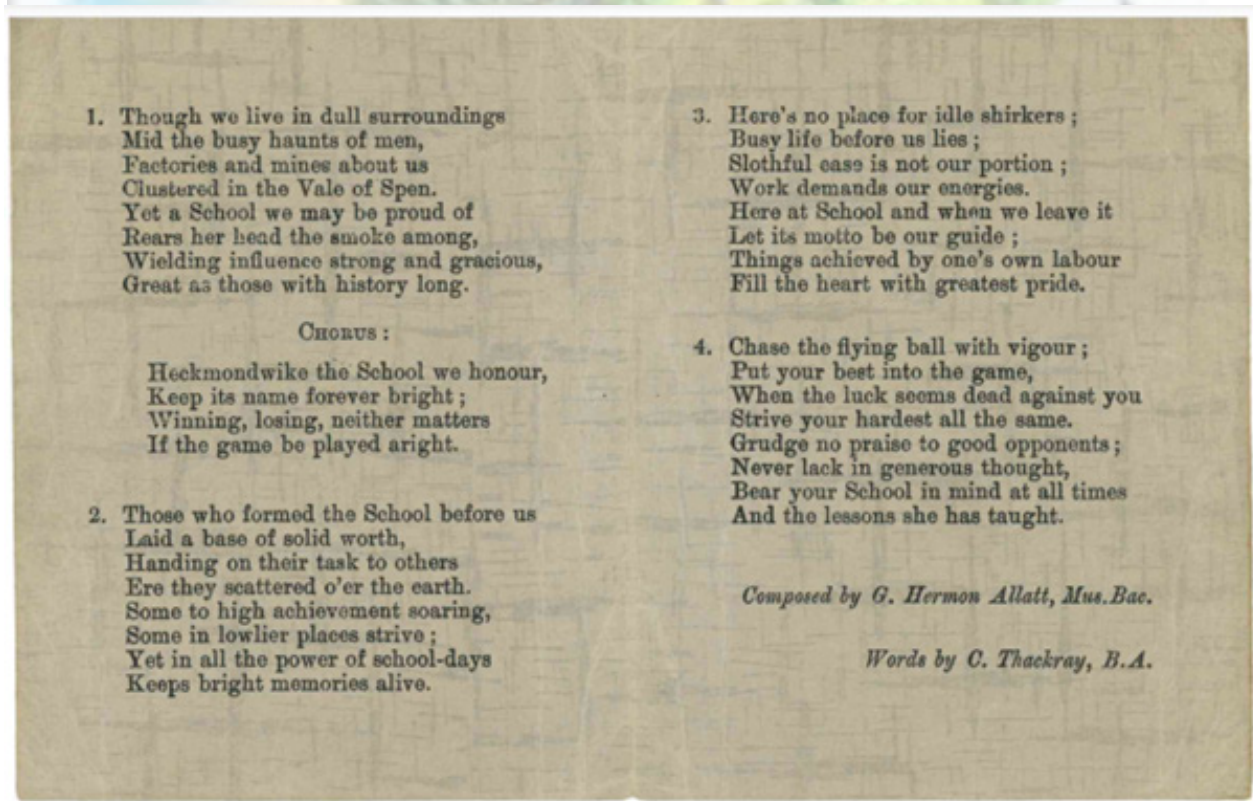 1. Though we live in dull surroundings
Mid the busy haunts of men,
Factories and mines about us
Clustered in the Vale of Spen.
Yet a School we may be proud of
Rears her head the smoke among,
Wielding influence strong and gracious,
Great as those with history long.
CHORUS :
Heckmondwike the School we honour,
Keep its name forever bright ;
Winning, losing, neither matters
If the game be played aright.
2. Those who formed the School before us
Laid a base of solid worth,
Handing on their task to others
Ere they scattered o'er the earth.
Some to high achievement soaring,
Some in lowlier places strive ;
Yet in all the power of school-days
Keeps bright memories alive.
3. Here's no place for idle shirkers ;
Busy life before us lies ;
Slothful ease is not our portion ;
Work demands our energies.
Here at School and when we leave it
Let its motto be our guide ;
Things achieved by one's own labour
Fill the heart with greatest pride.
4. Chase the flying ball with vigour ;
Put your best into the game,
When the luck seems dead against you
Strive your hardest all the same.
Grudge no praise to good opponents ;
Never lack in generous thought,
Bear your School in mind at all times
And the lessons she has taught.
Composed by G. Hermon Allatt, Mus.Bac.
Words by C. Thackray, B.A.